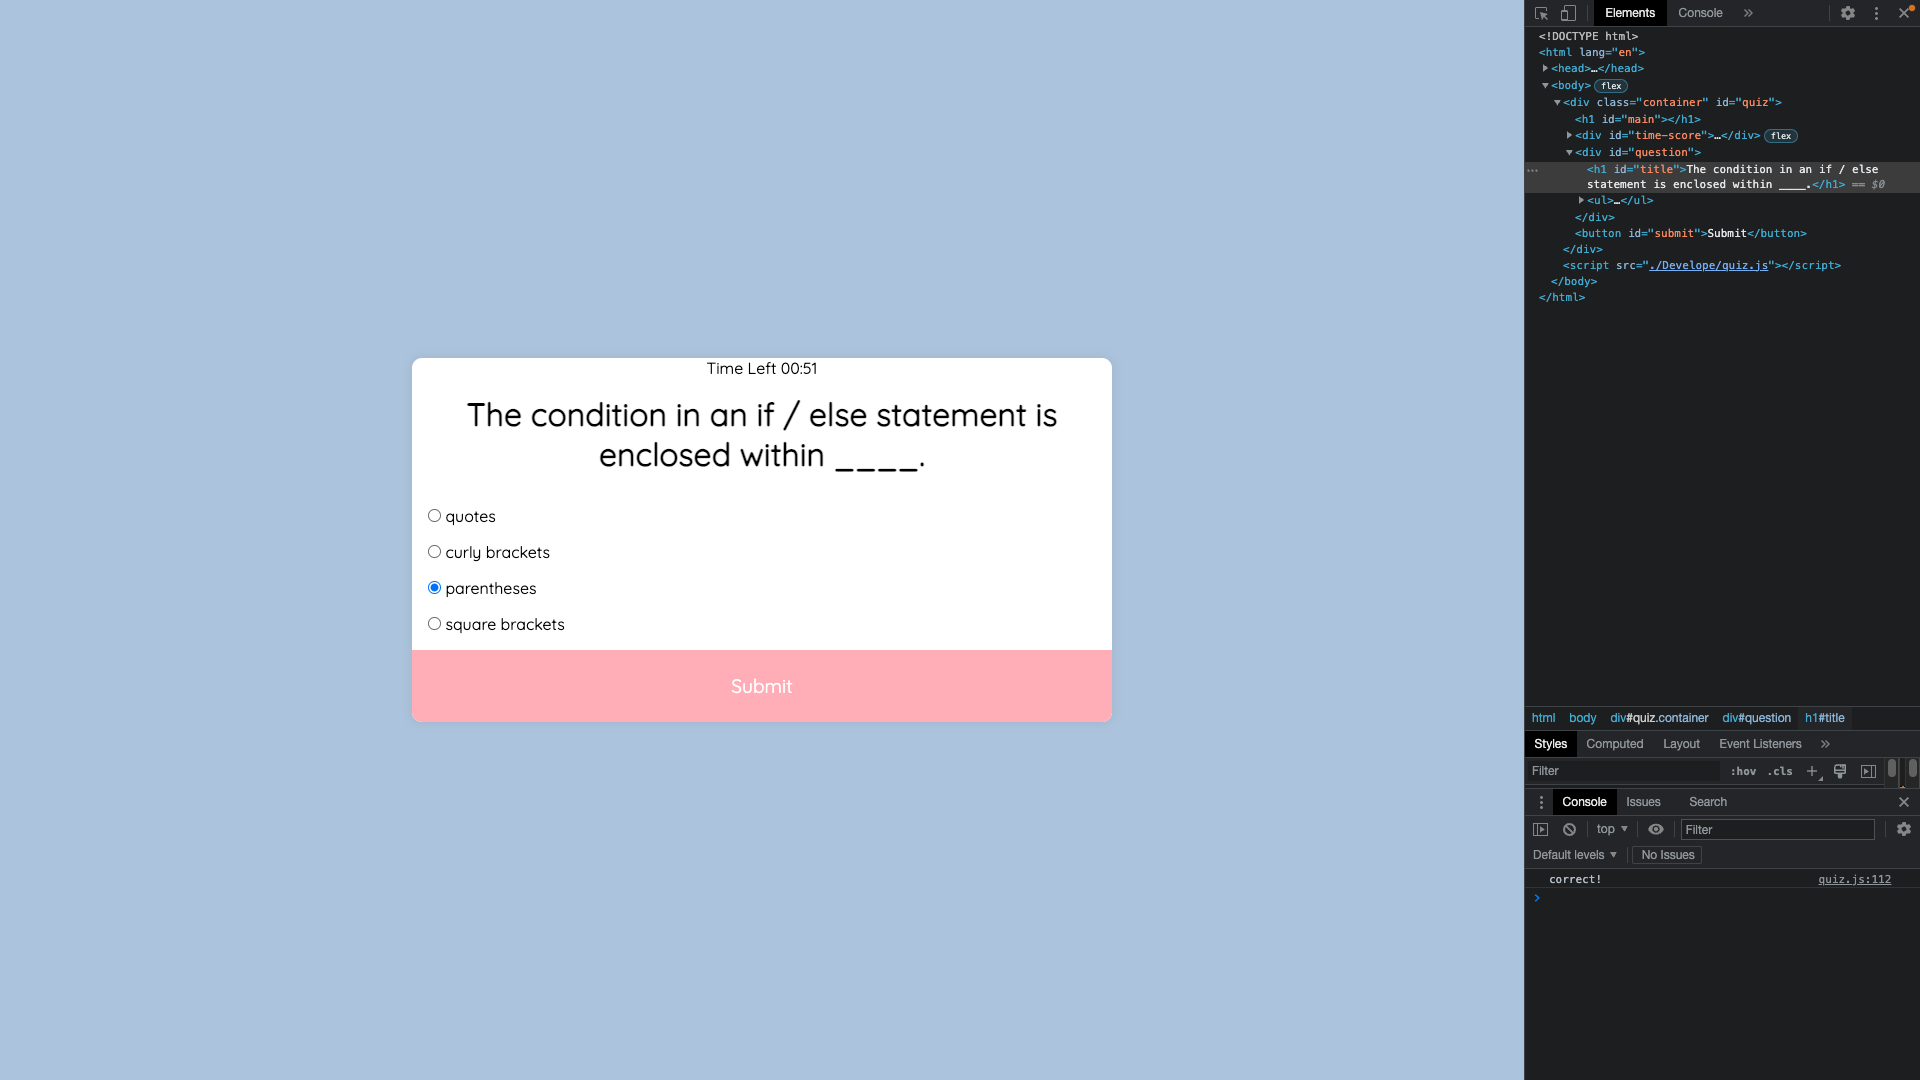 Time Left 00:51
The condition in an if / else statement is
enclosed within ____.
quotes
curly brackets
parentheses
square brackets
Submit
Elements Console
<!DOCTYPE html>
<html lang="en">
<head>…</head>
<body> flex
<div class="container" id="quiz">
<h1 id="main"></h1>
<div id="time-score">…</div> flex
<div id="question">
<h1 id="title">The condition in an if / else
statement is enclosed within ____.</h1> == $0
<ul>…</ul>
</div>
<button id="submit">Submit</button>
</div>
<script src="./Develope/quiz.js"></script>
</body>
</html>
html body div#quiz.container div#question h1#title
Styles Computed Layout Event Listeners
Filter :hov .cls
Console Issues Search
top Filter
Default levels No Issues
correct! quiz.js:112